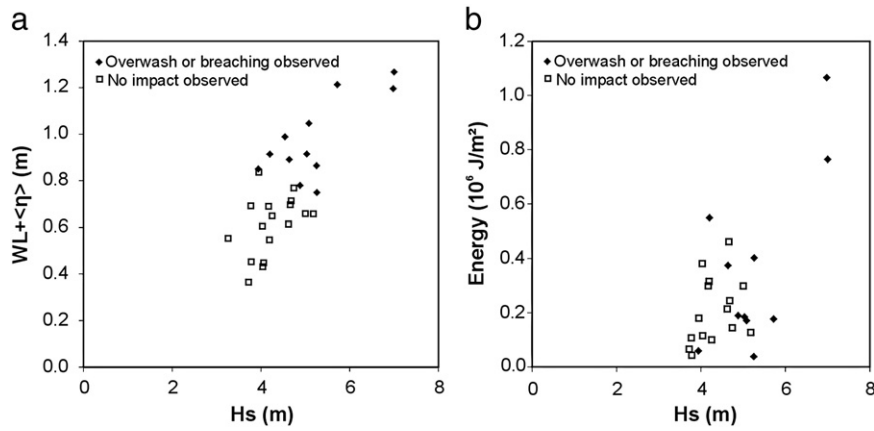 a
WL+<η> (m)
1.4
1.2
1.0
0.8
0.6
0.4
0.2
0.0
Overwash or breaching observed
No impact observed
0 2 4 6 8
Hs (m)
b
Energy (10⁶ J/m²)
1.2
1.0
0.8
0.6
0.4
0.2
0.0
Overwash or breaching observed
No impact observed
0 2 4 6 8
Hs (m)